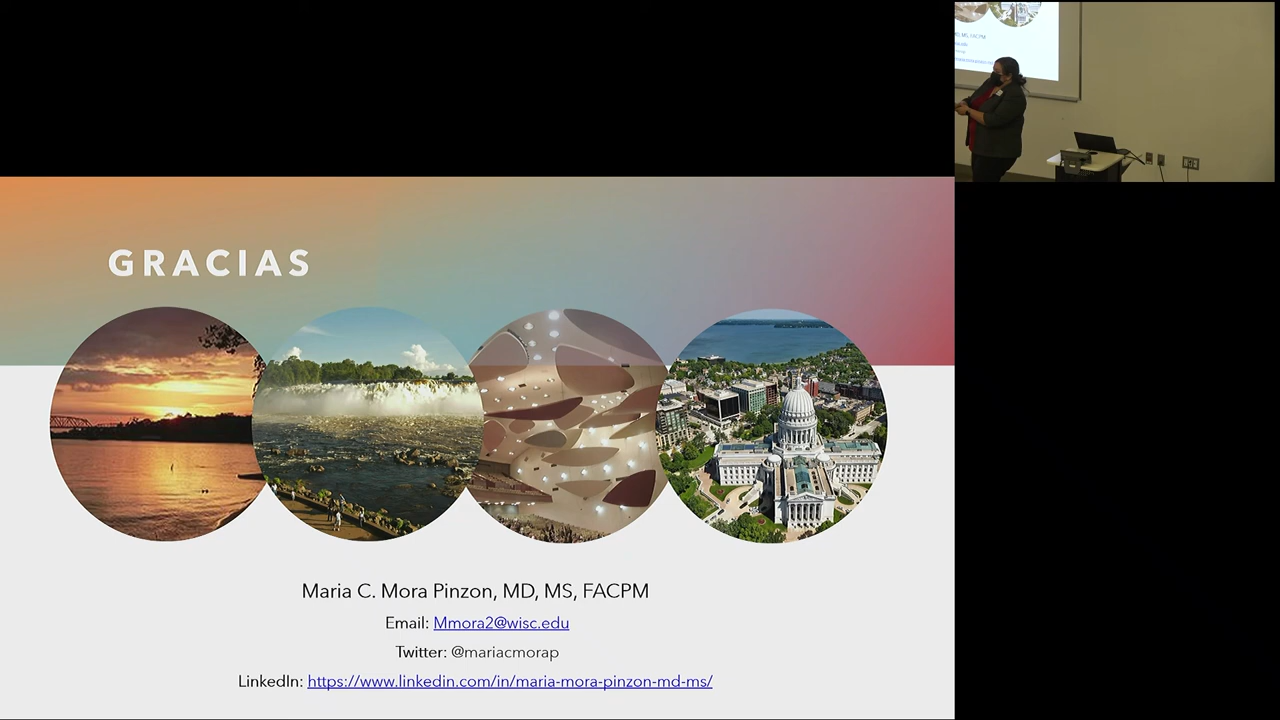 GRACIAS
Maria C. Mora Pinzon, MD, MS, FACPM
Email: Mmora2@wisc.edu
Twitter: @mariacmorap
LinkedIn: https://www.linkedin.com/in/maria-mora-pinzon-md-ms/